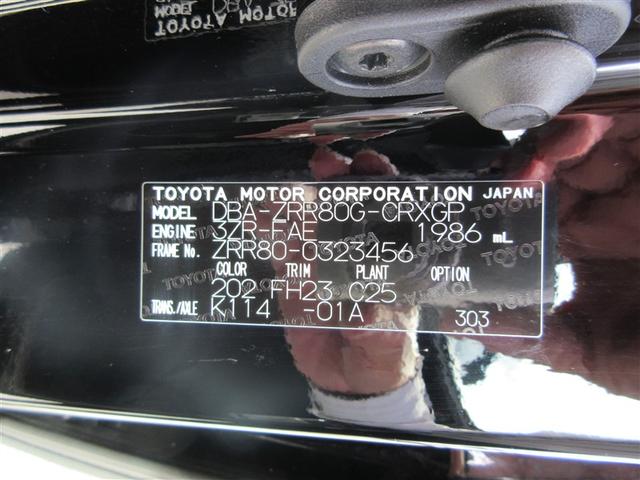 TOYOTA MOTOR CORPORATION JAPAN
MODEL DBA-ZRR80G-CRXGP
ENGINE 3ZR-FAE 1986 mL
FRAME No. ZRR80-0323456
COLOR TRIM PLANT OPTION
202 FH23 C25
TRANS./AXLE K114 -01A 303